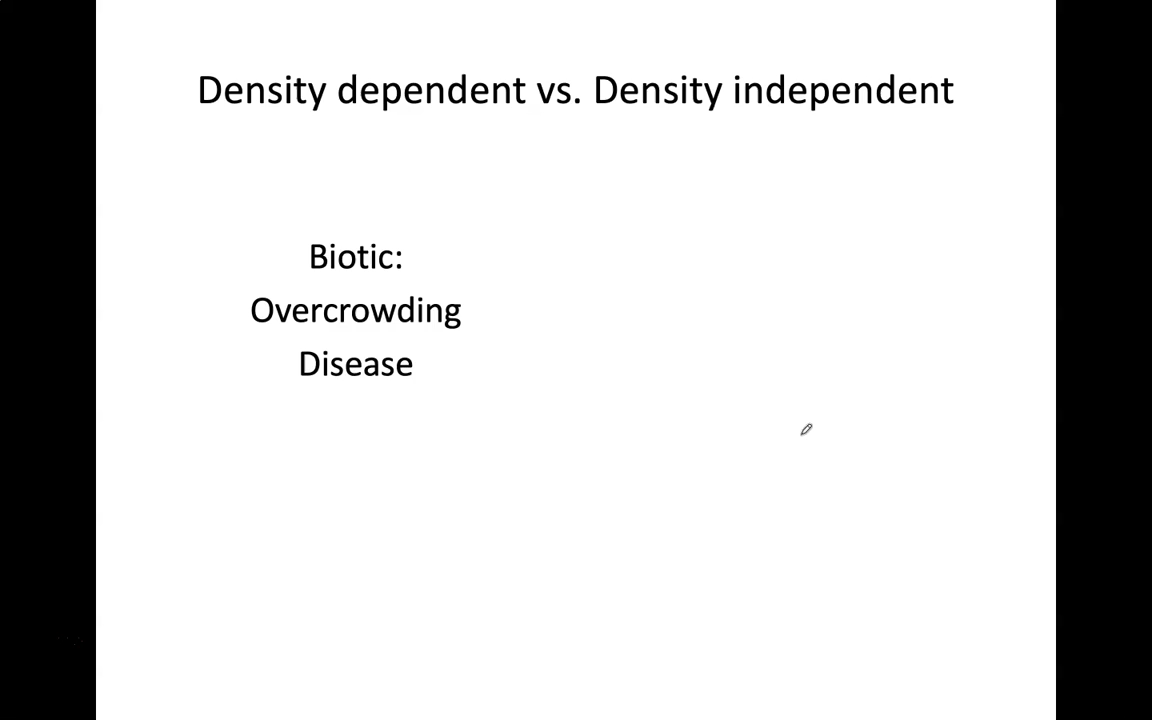 Density dependent vs. Density independent
Biotic:
Overcrowding
Disease